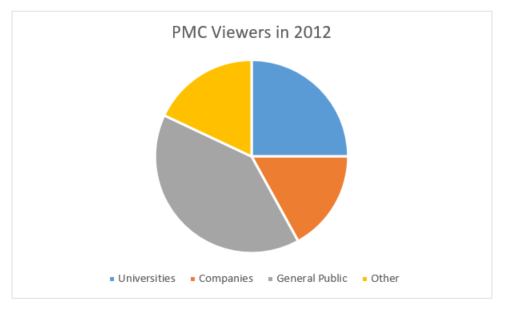 PMC Viewers in 2012
Universities Companies General Public Other